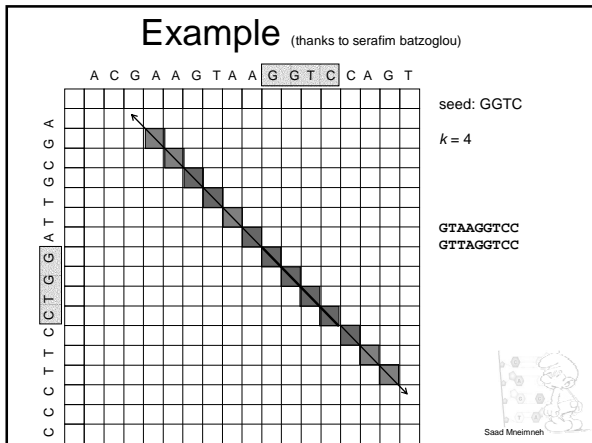 Example (thanks to serafim batzoglou)
A C G A A G T A A G G T C C A G T
C C C T T C C T G G A T T G C G A
seed: GGTC
k = 4
GTAAGGTCC
GTTAGGTCC
Saad Mneimneh